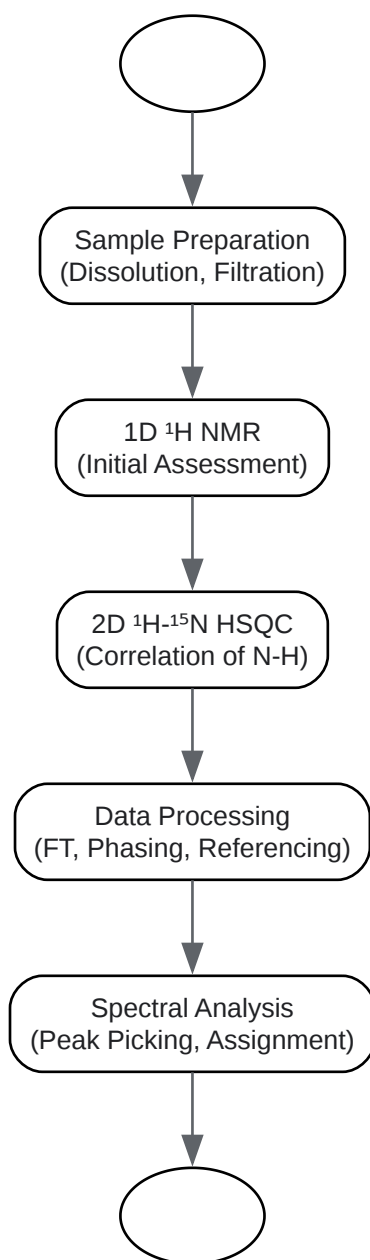 Sample Preparation
(Dissolution, Filtration)
1D ¹H NMR
(Initial Assessment)
2D ¹H-¹⁵N HSQC
(Correlation of N-H)
Data Processing
(FT, Phasing, Referencing)
Spectral Analysis
(Peak Picking, Assignment)